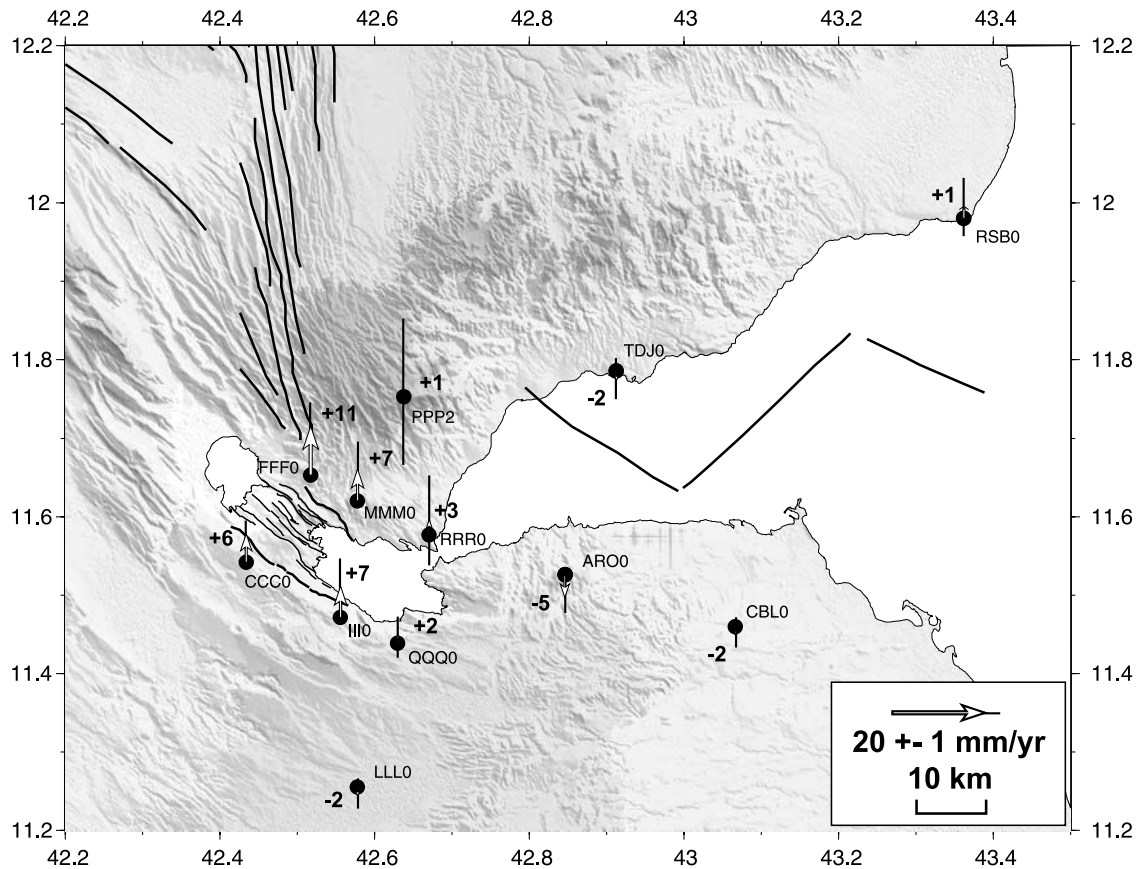 42.2 42.4 42.6 42.8 43 43.2 43.4
12.2 12.2
+1
12 12
RSB0
TDJ0
11.8 11.8
-2
+1
PPP2
+11
+7
FFF0
MMM0
+3
11.6 11.6
+6
RRR0
CCC0
+7
ARO0
-5
III0
+2
QQQ0
CBL0
-2
11.4 11.4
20 +- 1 mm/yr
10 km
LLL0
-2
11.2 11.2
42.2 42.4 42.6 42.8 43 43.2 43.4